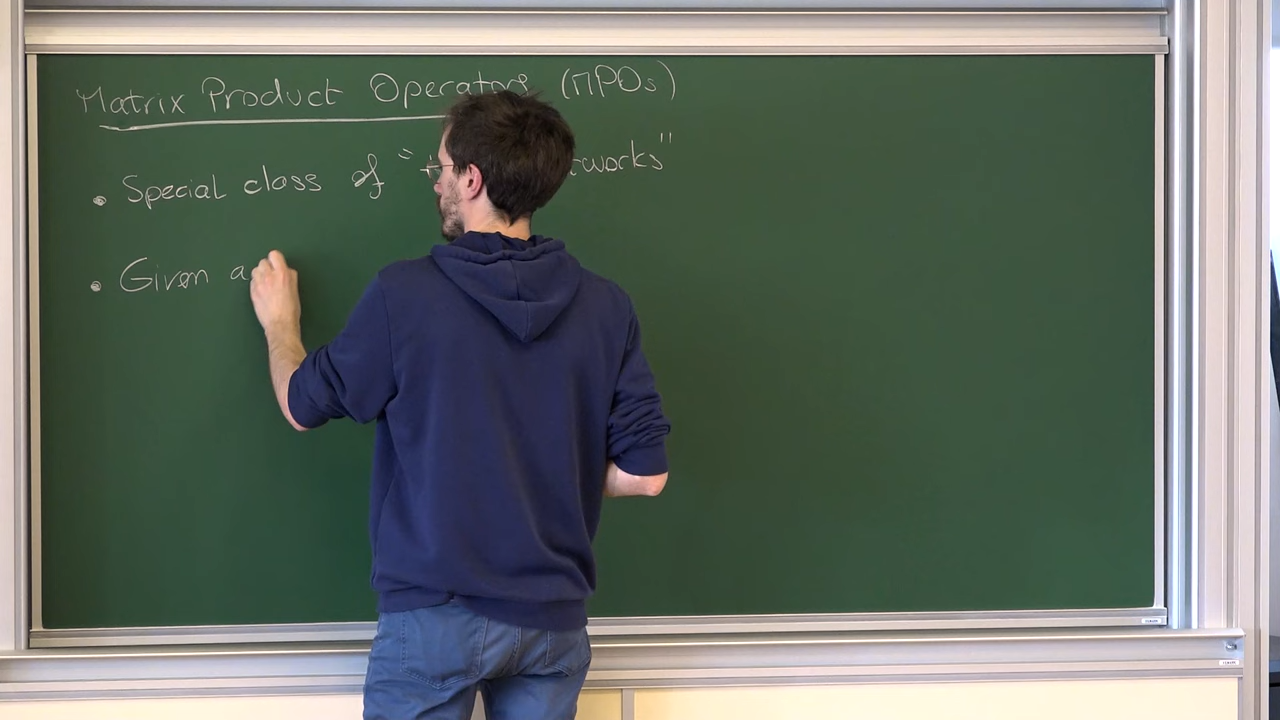 Matrix Product Operators (MPOs)
• Special class of " works"
• Given a